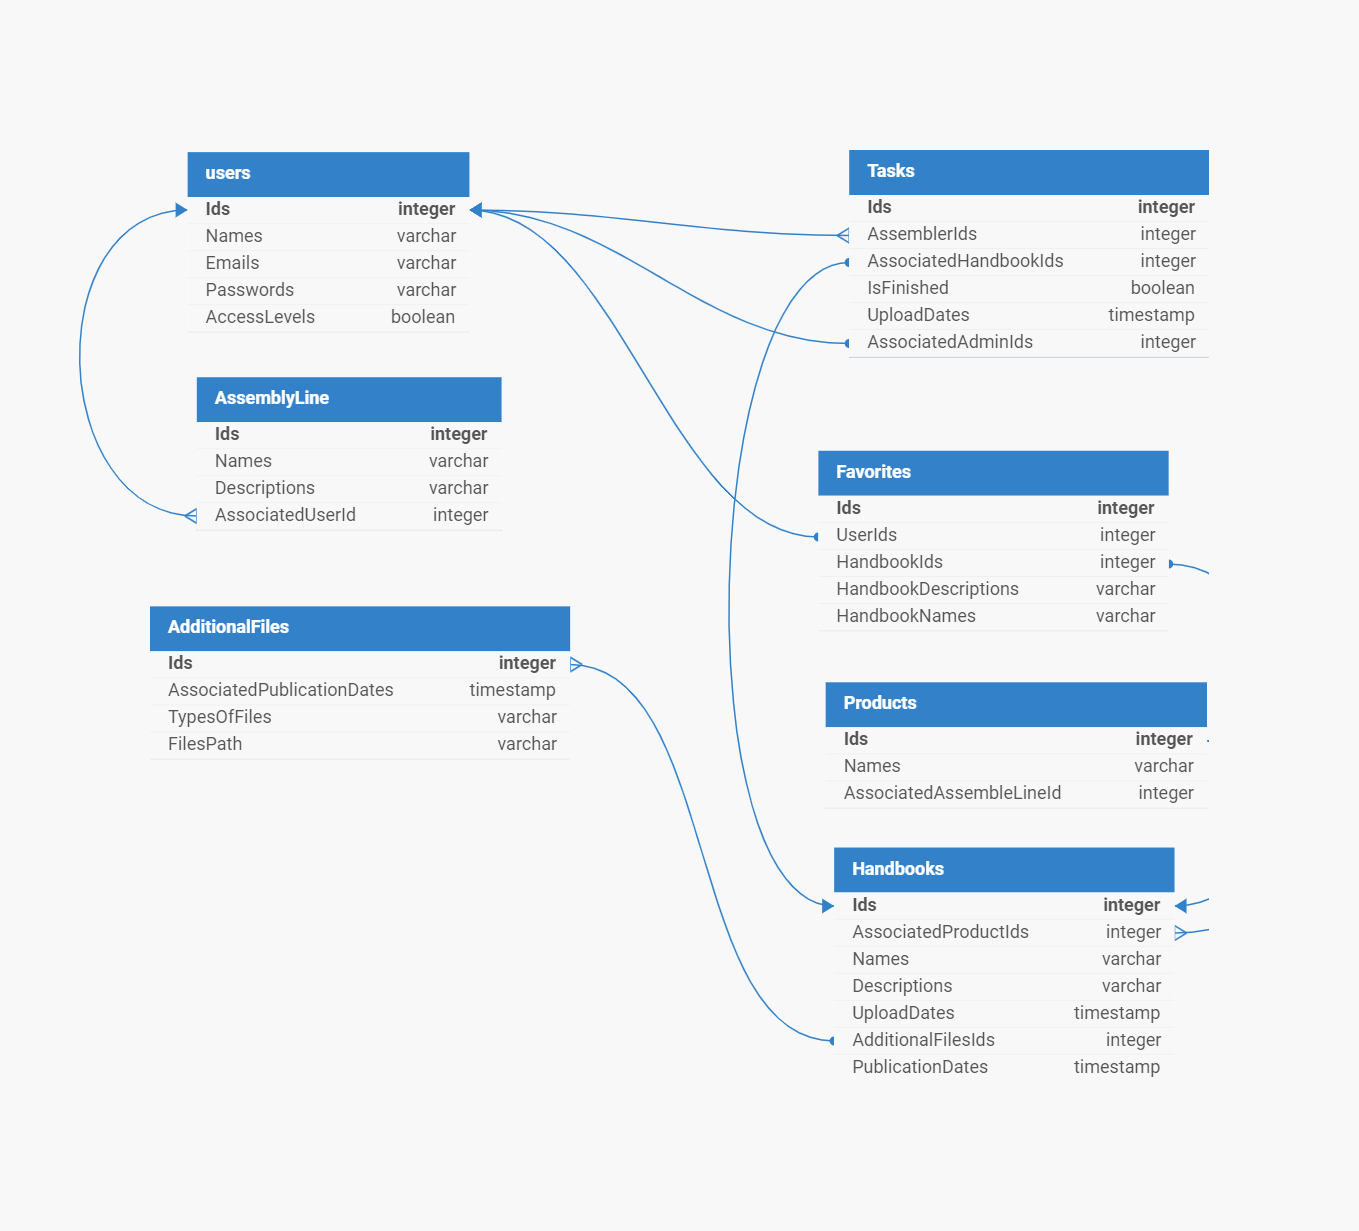 users
Ids integer
Names varchar
Emails varchar
Passwords varchar
AccessLevels boolean
AssemblyLine
Ids integer
Names varchar
Descriptions varchar
AssociatedUserId integer
AdditionalFiles
Ids integer
AssociatedPublicationDates timestamp
TypesOfFiles varchar
FilesPath varchar
Tasks
Ids integer
AssemblerIds integer
AssociatedHandbookIds integer
IsFinished boolean
UploadDates timestamp
AssociatedAdminIds integer
Favorites
Ids integer
UserIds integer
HandbookIds integer
HandbookDescriptions varchar
HandbookNames varchar
Products
Ids integer
Names varchar
AssociatedAssembleLineId integer
Handbooks
Ids integer
AssociatedProductIds integer
Names varchar
Descriptions varchar
UploadDates timestamp
AdditionalFilesIds integer
PublicationDates timestamp